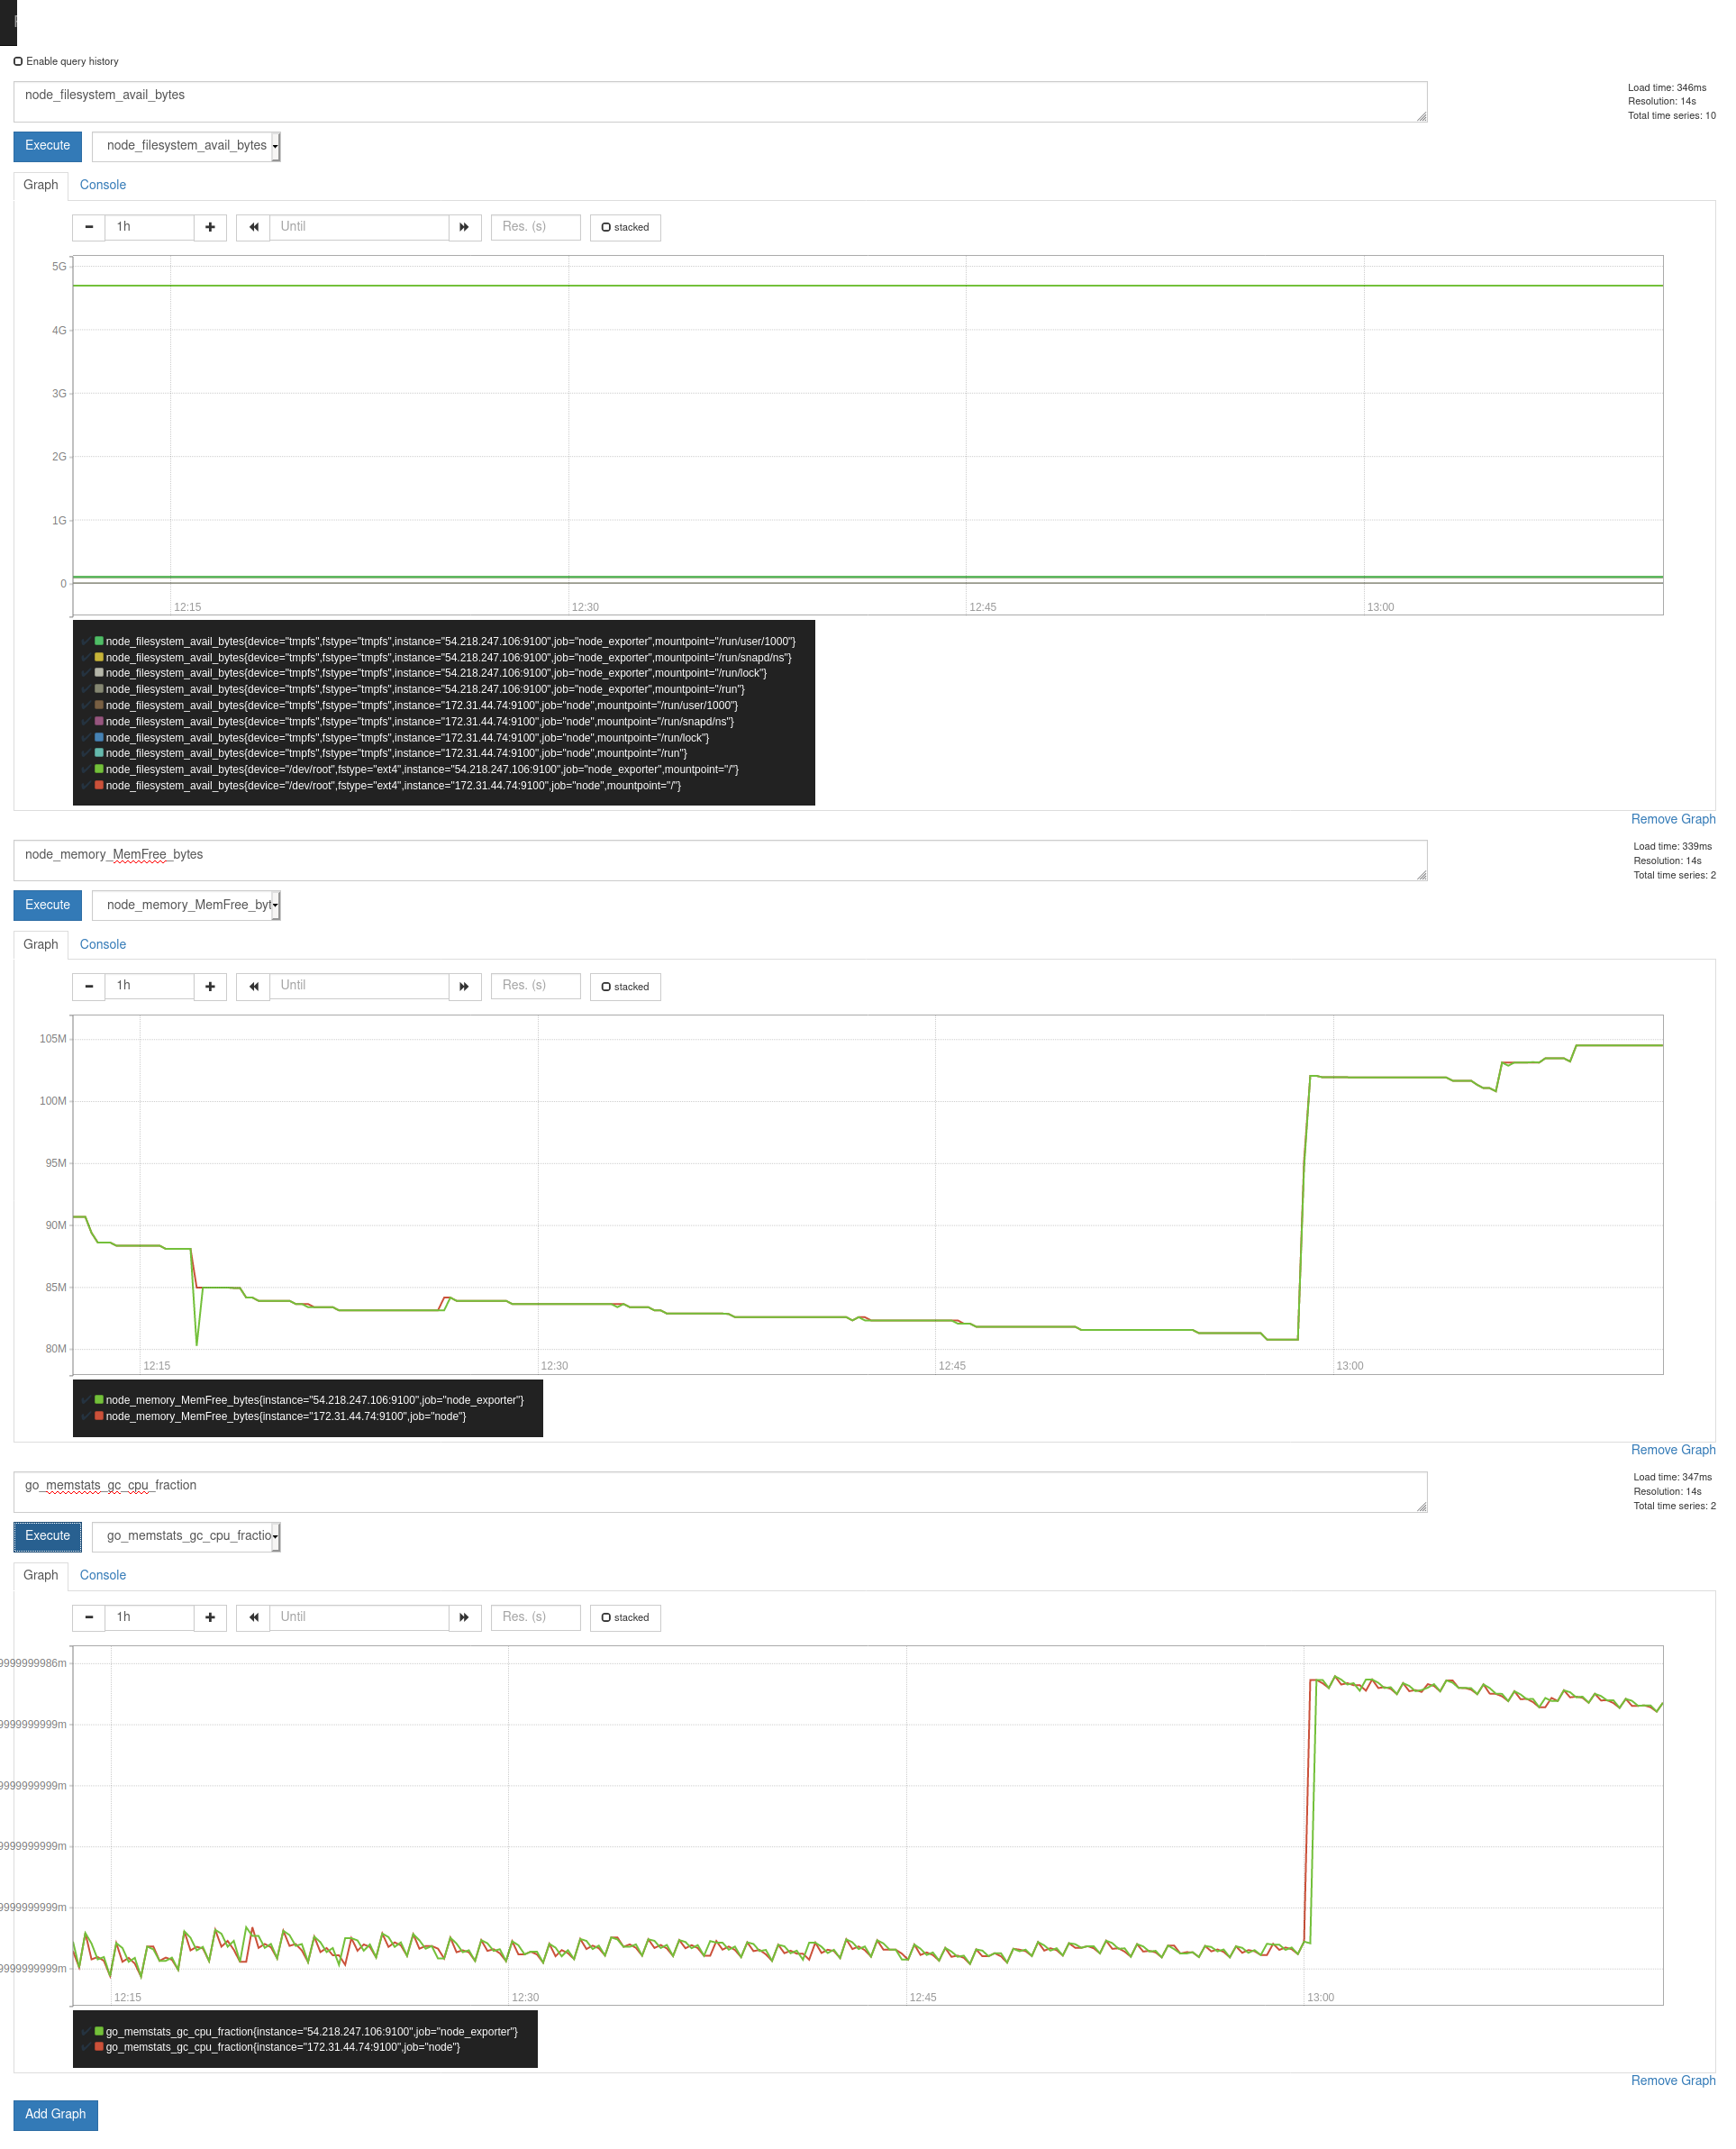 Enable query history
node_filesystem_avail_bytes
Load time: 346ms
Resolution: 14s
Total time series: 10
Execute
node_filesystem_avail_bytes
Graph
Console
1h
Until
Res. (s)
stacked
5G
4G
3G
2G
1G
0
12:15
12:30
12:45
13:00
node_filesystem_avail_bytes{device="tmpfs",fstype="tmpfs",instance="54.218.247.106:9100",job="node_exporter",mountpoint="/run/user/1000"}
node_filesystem_avail_bytes{device="tmpfs",fstype="tmpfs",instance="54.218.247.106:9100",job="node_exporter",mountpoint="/run/snapd/ns"}
node_filesystem_avail_bytes{device="tmpfs",fstype="tmpfs",instance="54.218.247.106:9100",job="node_exporter",mountpoint="/run/lock"}
node_filesystem_avail_bytes{device="tmpfs",fstype="tmpfs",instance="54.218.247.106:9100",job="node_exporter",mountpoint="/run"}
node_filesystem_avail_bytes{device="tmpfs",fstype="tmpfs",instance="172.31.44.74:9100",job="node",mountpoint="/run/user/1000"}
node_filesystem_avail_bytes{device="tmpfs",fstype="tmpfs",instance="172.31.44.74:9100",job="node",mountpoint="/run/snapd/ns"}
node_filesystem_avail_bytes{device="tmpfs",fstype="tmpfs",instance="172.31.44.74:9100",job="node",mountpoint="/run/lock"}
node_filesystem_avail_bytes{device="tmpfs",fstype="tmpfs",instance="172.31.44.74:9100",job="node",mountpoint="/run"}
node_filesystem_avail_bytes{device="/dev/root",fstype="ext4",instance="54.218.247.106:9100",job="node_exporter",mountpoint="/"}
node_filesystem_avail_bytes{device="/dev/root",fstype="ext4",instance="172.31.44.74:9100",job="node",mountpoint="/"}
Remove Graph
node_memory_MemFree_bytes
Load time: 339ms
Resolution: 14s
Total time series: 2
Execute
node_memory_MemFree_byt
Graph
Console
1h
Until
Res. (s)
stacked
105M
100M
95M
90M
85M
80M
12:15
12:30
12:45
13:00
node_memory_MemFree_bytes{instance="54.218.247.106:9100",job="node_exporter"}
node_memory_MemFree_bytes{instance="172.31.44.74:9100",job="node"}
Remove Graph
go_memstats_gc_cpu_fraction
Load time: 347ms
Resolution: 14s
Total time series: 2
Execute
go_memstats_gc_cpu_fractio
Graph
Console
1h
Until
Res. (s)
stacked
9999999986m
9999999999m
9999999999m
9999999999m
9999999999m
9999999999m
12:15
12:30
12:45
13:00
go_memstats_gc_cpu_fraction{instance="54.218.247.106:9100",job="node_exporter"}
go_memstats_gc_cpu_fraction{instance="172.31.44.74:9100",job="node"}
Remove Graph
Add Graph